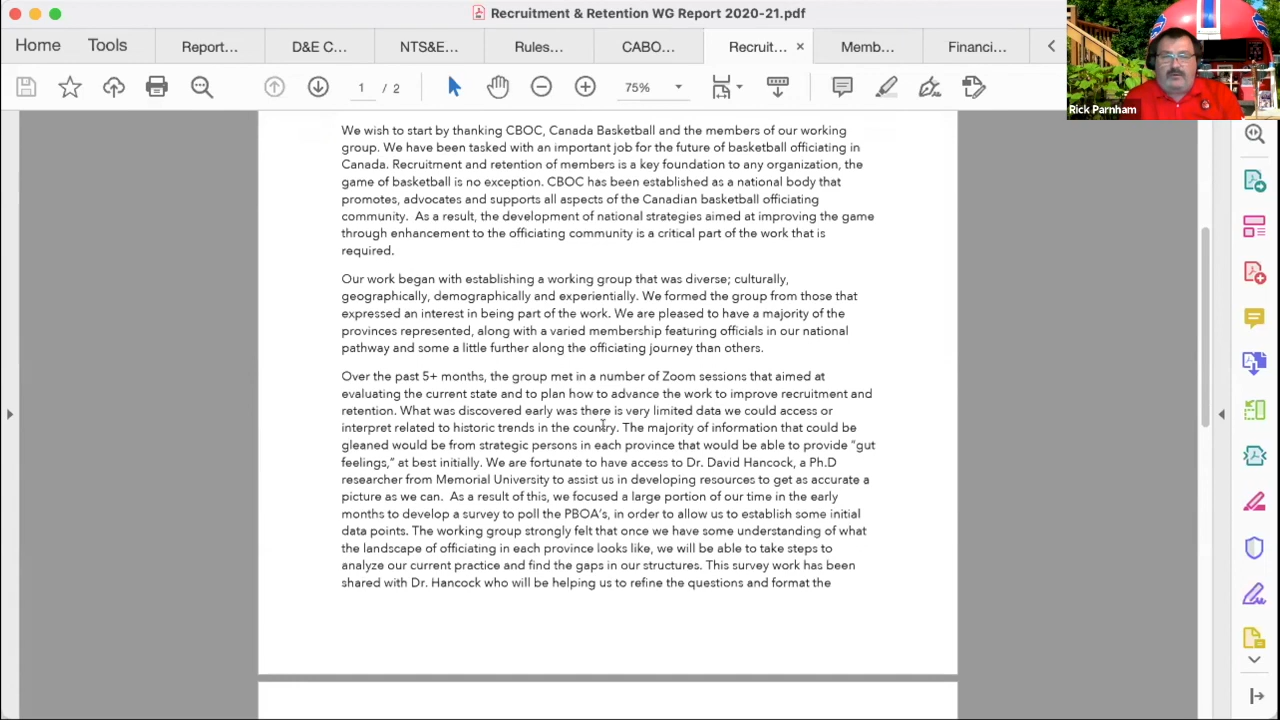 Recruitment & Retention WG Report 2020-21.pdf
Home
Tools
Report...
D&E C...
NTS&E...
Rules...
CABO...
Recruit...
Memb...
Financi...
1 / 2
75%
Rick Parnham
We wish to start by thanking CBOC, Canada Basketball and the members of our working
group. We have been tasked with an important job for the future of basketball officiating in
Canada. Recruitment and retention of members is a key foundation to any organization, the
game of basketball is no exception. CBOC has been established as a national body that
promotes, advocates and supports all aspects of the Canadian basketball officiating
community. As a result, the development of national strategies aimed at improving the game
through enhancement to the officiating community is a critical part of the work that is
required.
Our work began with establishing a working group that was diverse; culturally,
geographically, demographically and experientially. We formed the group from those that
expressed an interest in being part of the work. We are pleased to have a majority of the
provinces represented, along with a varied membership featuring officials in our national
pathway and some a little further along the officiating journey than others.
Over the past 5+ months, the group met in a number of Zoom sessions that aimed at
evaluating the current state and to plan how to advance the work to improve recruitment and
retention. What was discovered early was there is very limited data we could access or
interpret related to historic trends in the country. The majority of information that could be
gleaned would be from strategic persons in each province that would be able to provide “gut
feelings,” at best initially. We are fortunate to have access to Dr. David Hancock, a Ph.D
researcher from Memorial University to assist us in developing resources to get as accurate a
picture as we can. As a result of this, we focused a large portion of our time in the early
months to develop a survey to poll the PBOA’s, in order to allow us to establish some initial
data points. The working group strongly felt that once we have some understanding of what
the landscape of officiating in each province looks like, we will be able to take steps to
analyze our current practice and find the gaps in our structures. This survey work has been
shared with Dr. Hancock who will be helping us to refine the questions and format the